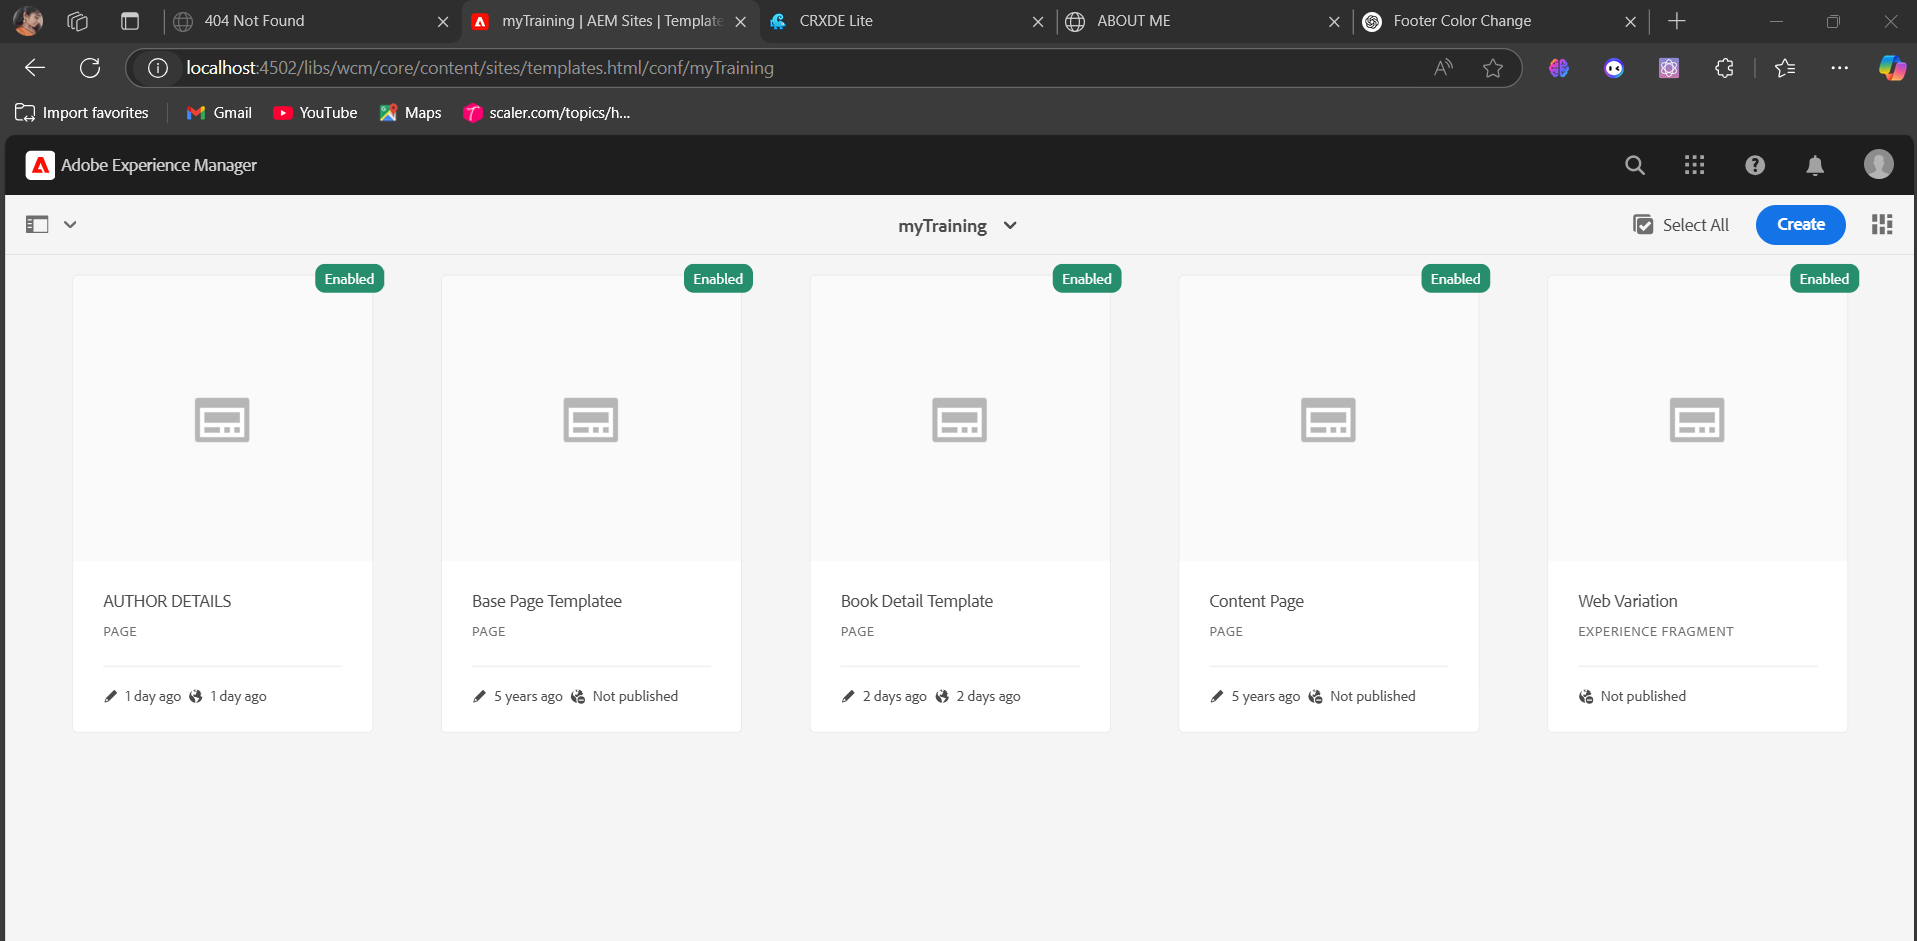 404 Not Found
myTraining | AEM Sites | Template
CRXDE Lite
ABOUT ME
Footer Color Change
localhost:4502/libs/wcm/core/content/sites/templates.html/conf/myTraining
Import favorites
Gmail
YouTube
Maps
scaler.com/topics/h...
Adobe Experience Manager
myTraining
Select All
Create
Enabled
Enabled
Enabled
Enabled
Enabled
AUTHOR DETAILS
PAGE
1 day ago 1 day ago
Base Page Templatee
PAGE
5 years ago Not published
Book Detail Template
PAGE
2 days ago 2 days ago
Content Page
PAGE
5 years ago Not published
Web Variation
EXPERIENCE FRAGMENT
Not published